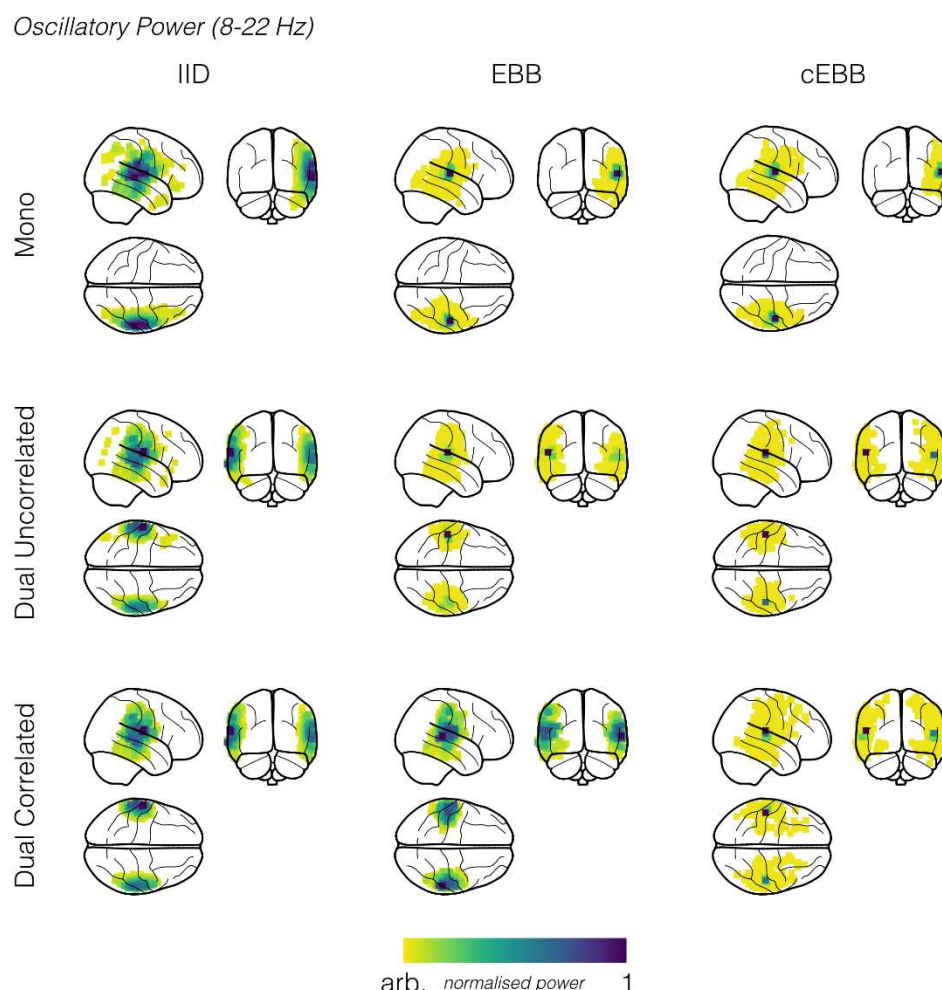 Oscillatory Power (8-22 Hz)
IID EBB cEBB
Mono
Dual Uncorrelated
Dual Correlated
arb. normalised power 1